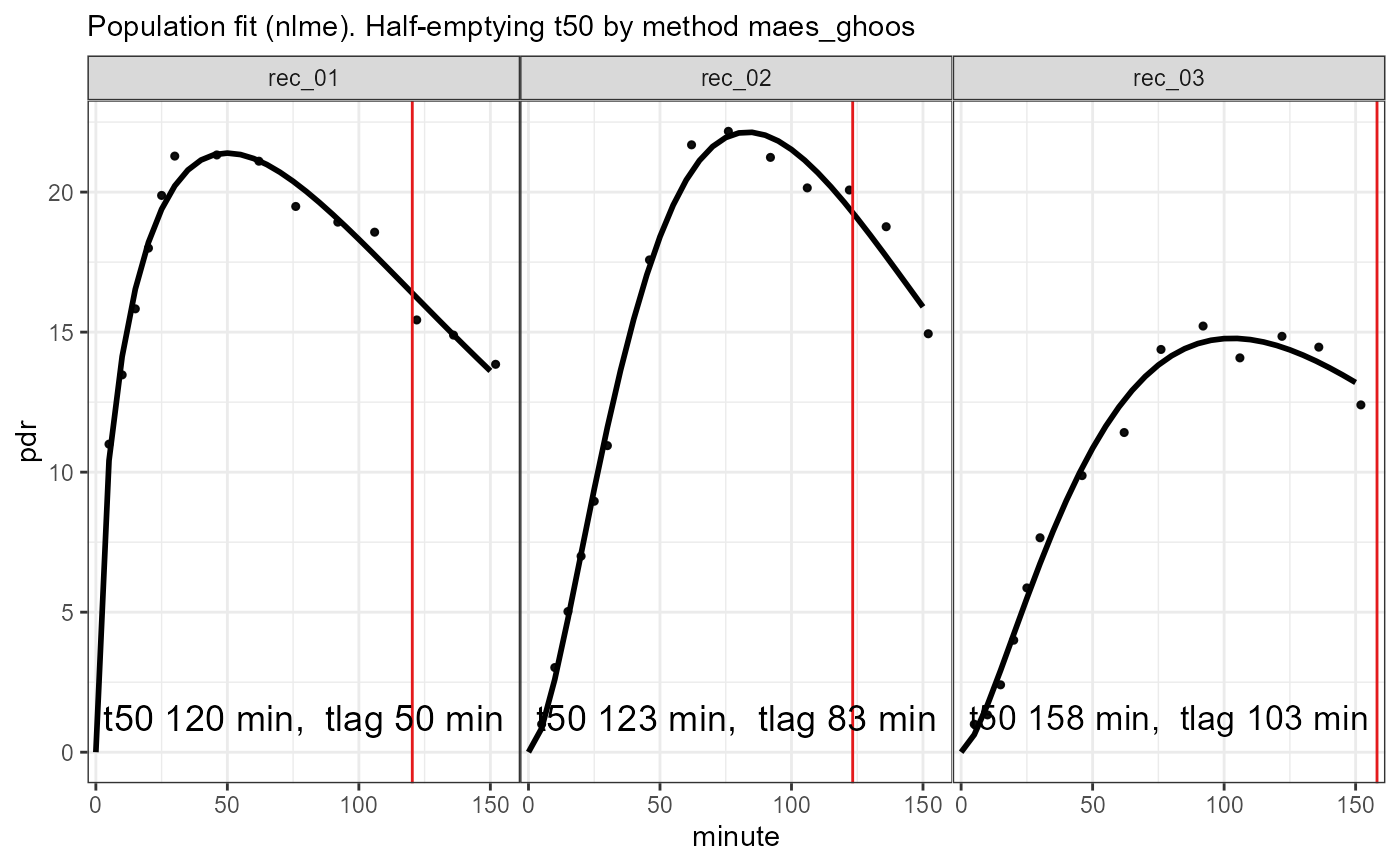 Population fit (nlme). Half-emptying t50 by method maes_ghoos
rec_01 rec_02 rec_03
pdr
20
15
10
5
0
t50 120 min, tlag 50 min
t50 123 min, tlag 83 min
t50 158 min, tlag 103 min
0 50 100 150 0 50 100 150 0 50 100 150
minute